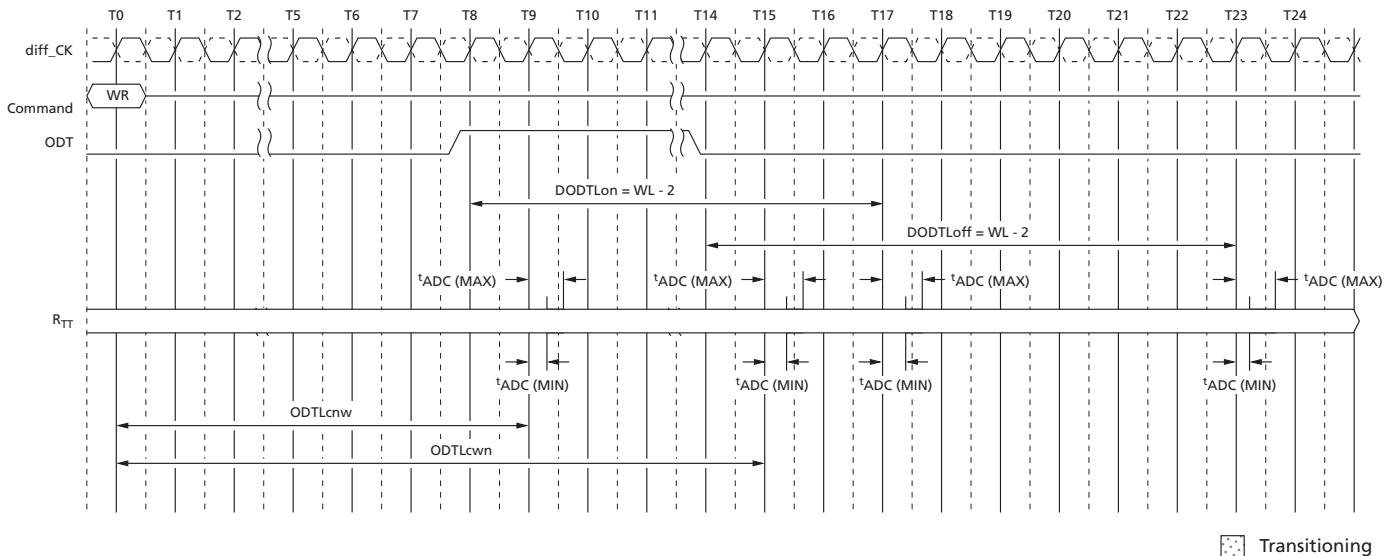 T0 T1 T2 T5 T6 T7 T8 T9 T10 T11 T14 T15 T16 T17 T18 T19 T20 T21 T22 T23 T24
diff_CK
WR
Command
ODT
DODTLon = WL - 2
DODTLoff = WL - 2
tADC (MAX) tADC (MAX) tADC (MAX) tADC (MAX)
RTT
tADC (MIN) tADC (MIN) tADC (MIN) tADC (MIN)
ODTLcnw
ODTLcwn
Transitioning